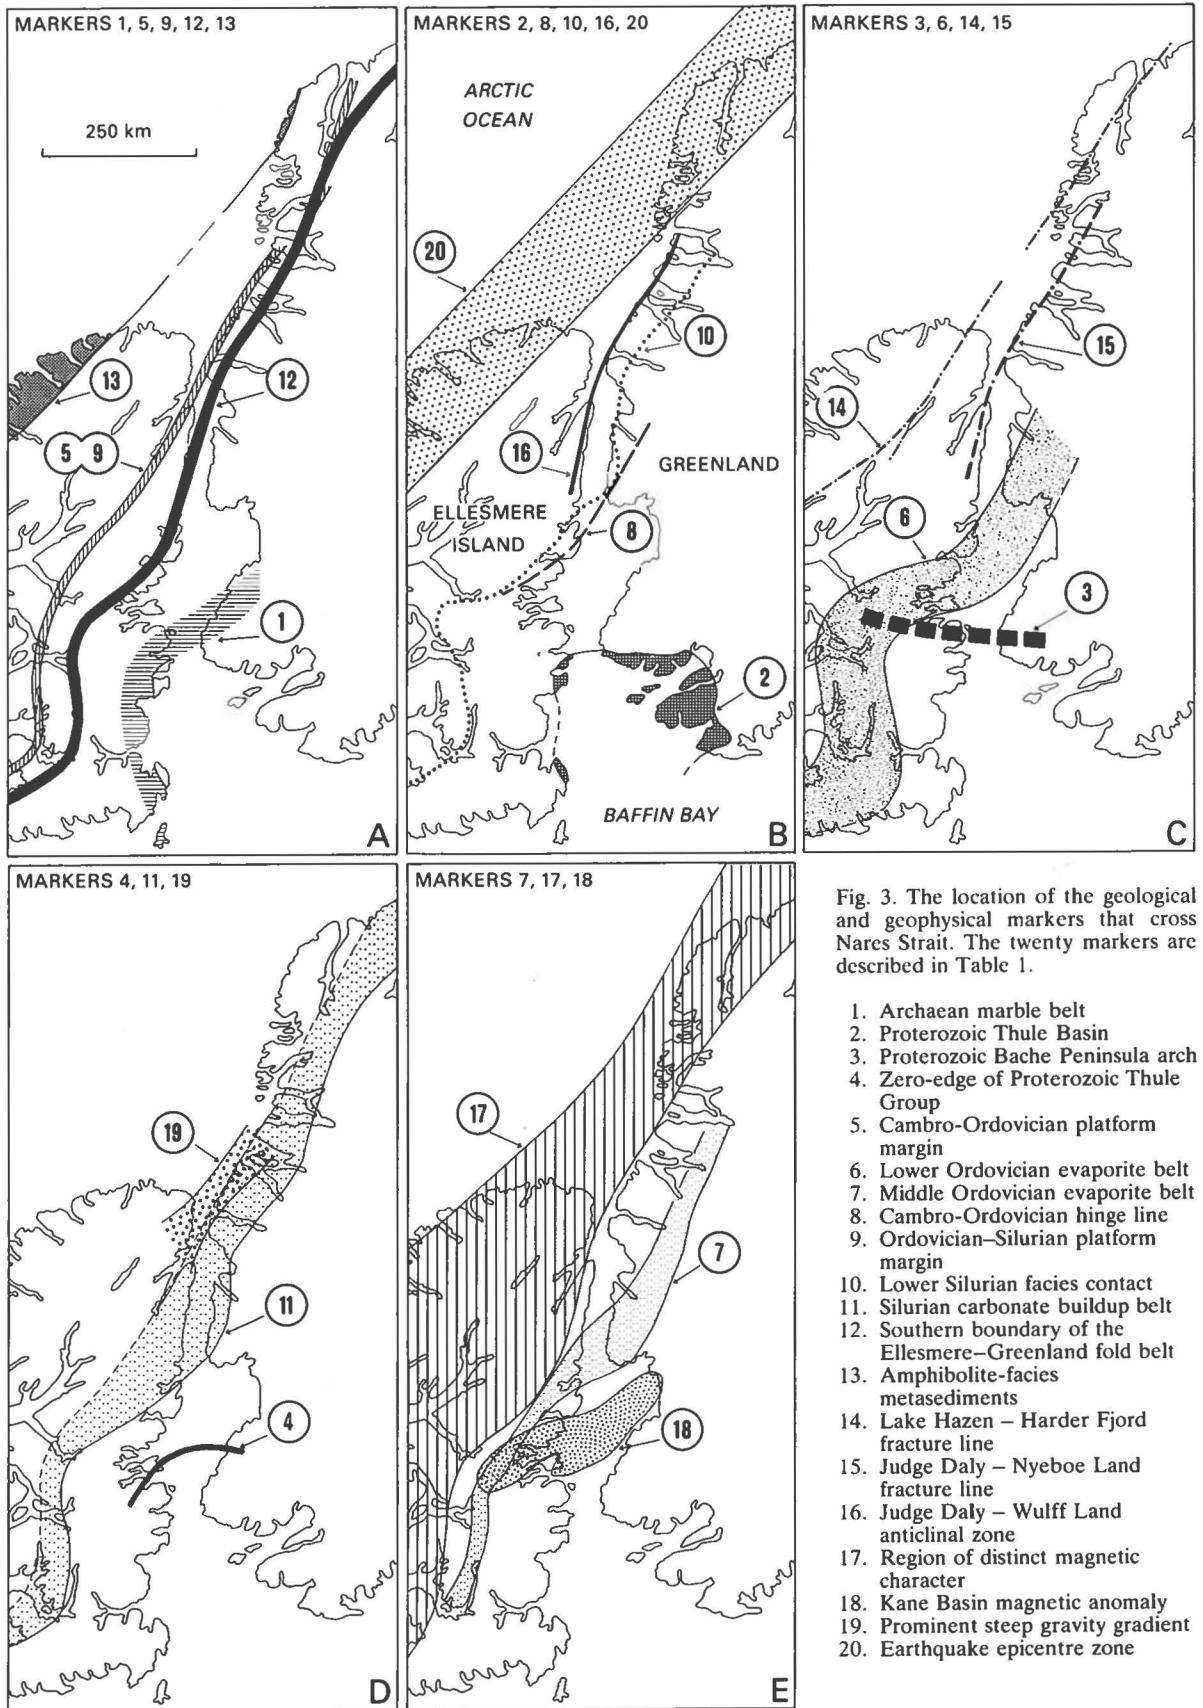 MARKERS 1, 5, 9, 12, 13
250 km
13
12
5 9
1
A
MARKERS 2, 8, 10, 16, 20
ARCTIC
OCEAN
20
10
16
GREENLAND
ELLESMERE
ISLAND
8
2
BAFFIN BAY
B
MARKERS 3, 6, 14, 15
15
14
6
3
C
MARKERS 4, 11, 19
19
11
4
D
MARKERS 7, 17, 18
17
7
18
E
Fig. 3. The location of the geological
and geophysical markers that cross
Nares Strait. The twenty markers are
described in Table 1.
1. Archaean marble belt
2. Proterozoic Thule Basin
3. Proterozoic Bache Peninsula arch
4. Zero-edge of Proterozoic Thule
Group
5. Cambro-Ordovician platform
margin
6. Lower Ordovician evaporite belt
7. Middle Ordovician evaporite belt
8. Cambro-Ordovician hinge line
9. Ordovician–Silurian platform
margin
10. Lower Silurian facies contact
11. Silurian carbonate buildup belt
12. Southern boundary of the
Ellesmere–Greenland fold belt
13. Amphibolite-facies
metasediments
14. Lake Hazen – Harder Fjord
fracture line
15. Judge Daly – Nyeboe Land
fracture line
16. Judge Daly – Wulff Land
anticlinal zone
17. Region of distinct magnetic
character
18. Kane Basin magnetic anomaly
19. Prominent steep gravity gradient
20. Earthquake epicentre zone